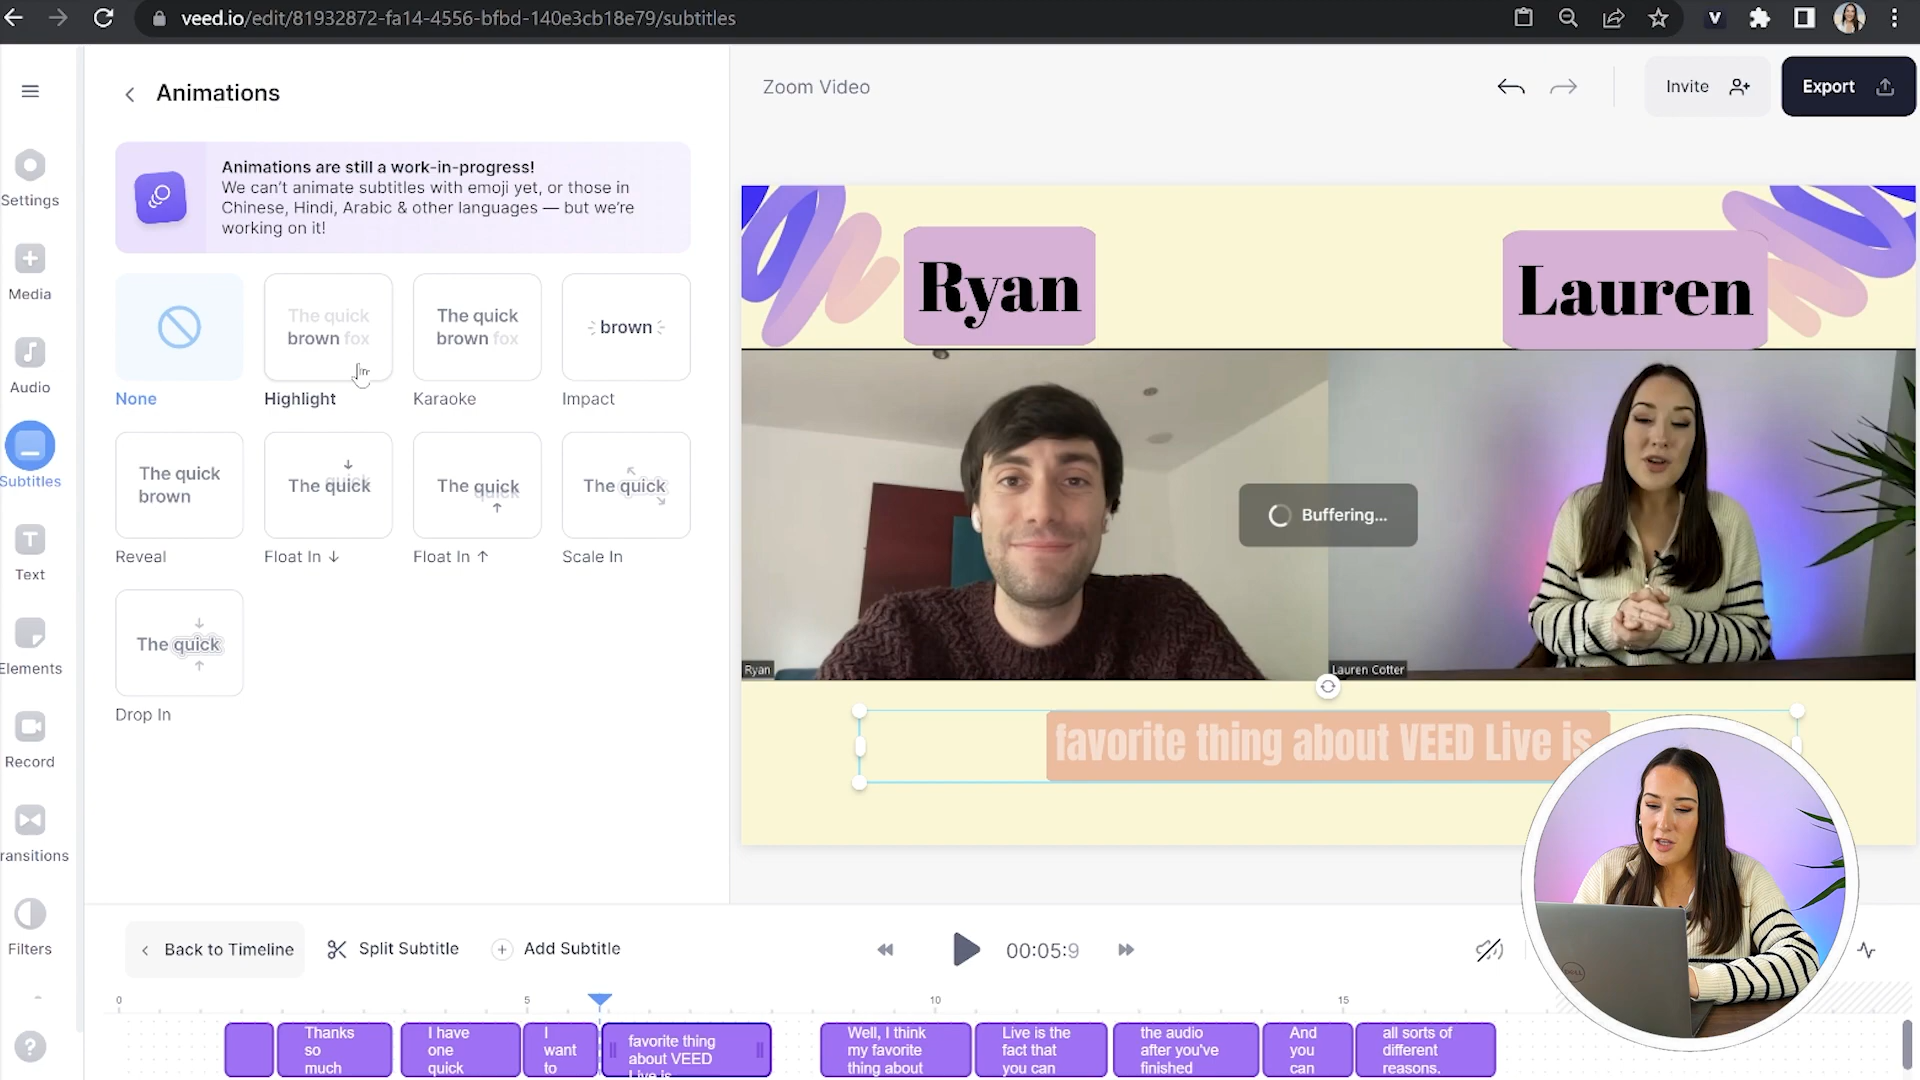 veed.io/edit/81932872-fa14-4556-bfbd-140e3cb18e79/subtitles
V
Animations
Zoom Video
Invite
Export
Animations are still a work-in-progress!
We can't animate subtitles with emoji yet, or those in
Chinese, Hindi, Arabic & other languages — but we're
working on it!
Settings
Media
Audio
Subtitles
Text
Elements
Record
ransitions
Filters
The quick
brown fox
The quick
brown fox
brown
None
Highlight
Karaoke
Impact
The quick
brown
The quick
The quick
The quick
Reveal
Float In ↓
Float In ↑
Scale In
The quick
Drop In
Ryan
Lauren
Buffering...
Ryan
Lauren Cotter
favorite thing about VEED Live is
DELL
Back to Timeline
Split Subtitle
Add Subtitle
00:05:9
0
5
10
15
Thanks
so
much
I have
one
quick
I
want
to
favorite thing
about VEED
Live is
Well, I think
my favorite
thing about
Live is the
fact that
you can
the audio
after you've
finished
And
you
can
all sorts of
different
reasons.
?